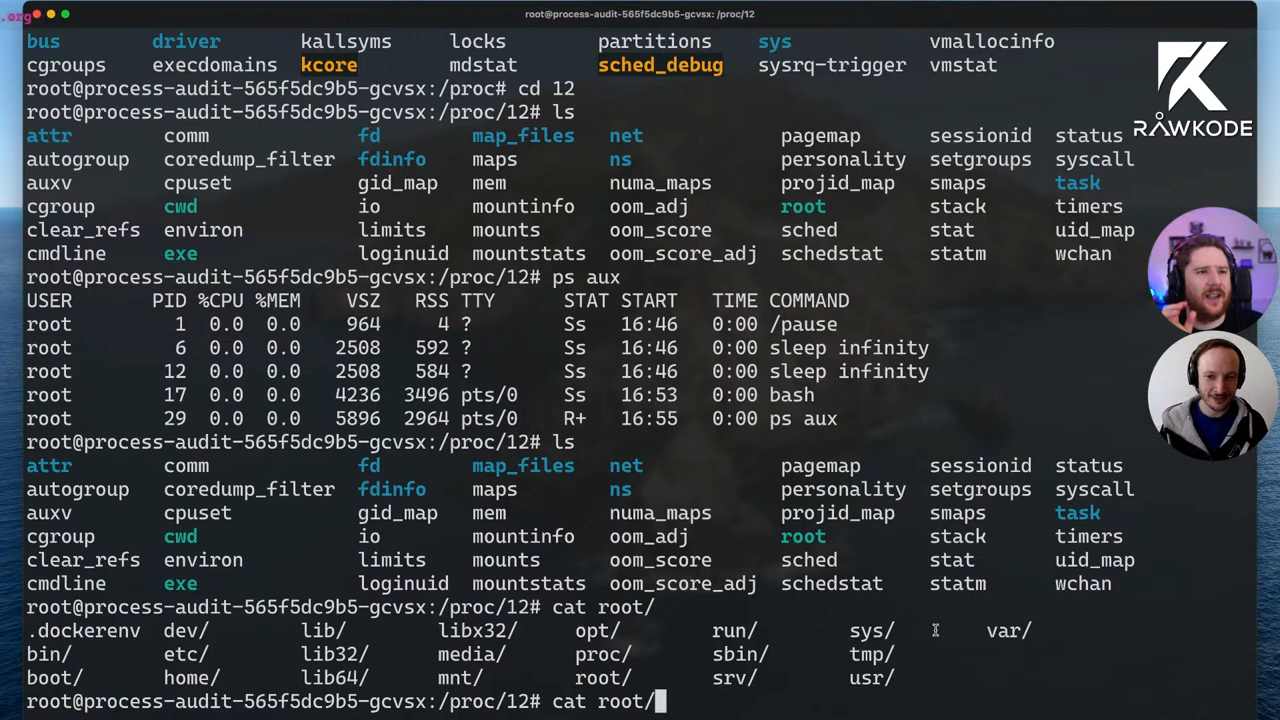 .org
root@process-audit-565f5dc9b5-gcvsx: /proc/12
bus driver kallsyms locks partitions sys vmallocinfo
cgroups execdomains kcore mdstat sched_debug sysrq-trigger vmstat
root@process-audit-565f5dc9b5-gcvsx:/proc# cd 12
root@process-audit-565f5dc9b5-gcvsx:/proc/12# ls
attr comm fd map_files net pagemap sessionid status
autogroup coredump_filter fdinfo maps ns personality setgroups syscall
auxv cpuset gid_map mem numa_maps projid_map smaps task
cgroup cwd io mountinfo oom_adj root stack timers
clear_refs environ limits mounts oom_score sched stat uid_map
cmdline exe loginuid mountstats oom_score_adj schedstat statm wchan
root@process-audit-565f5dc9b5-gcvsx:/proc/12# ps aux
USER PID %CPU %MEM VSZ RSS TTY STAT START TIME COMMAND
root 1 0.0 0.0 964 4 ? Ss 16:46 0:00 /pause
root 6 0.0 0.0 2508 592 ? Ss 16:46 0:00 sleep infinity
root 12 0.0 0.0 2508 584 ? Ss 16:46 0:00 sleep infinity
root 17 0.0 0.0 4236 3496 pts/0 Ss 16:53 0:00 bash
root 29 0.0 0.0 5896 2964 pts/0 R+ 16:55 0:00 ps aux
root@process-audit-565f5dc9b5-gcvsx:/proc/12# ls
attr comm fd map_files net pagemap sessionid status
autogroup coredump_filter fdinfo maps ns personality setgroups syscall
auxv cpuset gid_map mem numa_maps projid_map smaps task
cgroup cwd io mountinfo oom_adj root stack timers
clear_refs environ limits mounts oom_score sched stat uid_map
cmdline exe loginuid mountstats oom_score_adj schedstat statm wchan
root@process-audit-565f5dc9b5-gcvsx:/proc/12# cat root/
.dockerenv dev/ lib/ libx32/ opt/ run/ sys/ var/
bin/ etc/ lib32/ media/ proc/ sbin/ tmp/
boot/ home/ lib64/ mnt/ root/ srv/ usr/
root@process-audit-565f5dc9b5-gcvsx:/proc/12# cat root/
RAWKODE